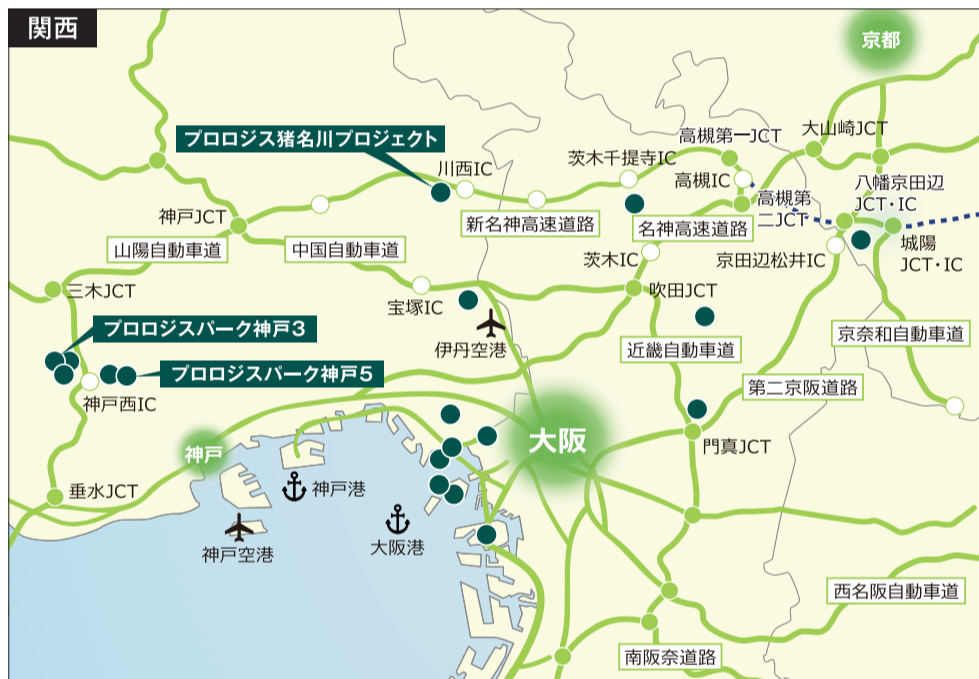 関西
京都
プロロジス猪名川プロジェクト
高槻第一JCT
大山崎JCT
川西IC
茨木千提寺IC
高槻IC
八幡京田辺
JCT・IC
神戸JCT
新名神高速道路
名神高速道路
高槻第
二JCT
山陽自動車道
中国自動車道
茨木IC
京田辺松井IC
城陽
JCT・IC
三木JCT
宝塚IC
吹田JCT
プロロジスパーク神戸3
伊丹空港
近畿自動車道
京奈和自動車道
プロロジスパーク神戸5
第二京阪道路
神戸西IC
大阪
門真JCT
神戸
垂水JCT
神戸港
大阪港
神戸空港
西名阪自動車道
南阪奈道路